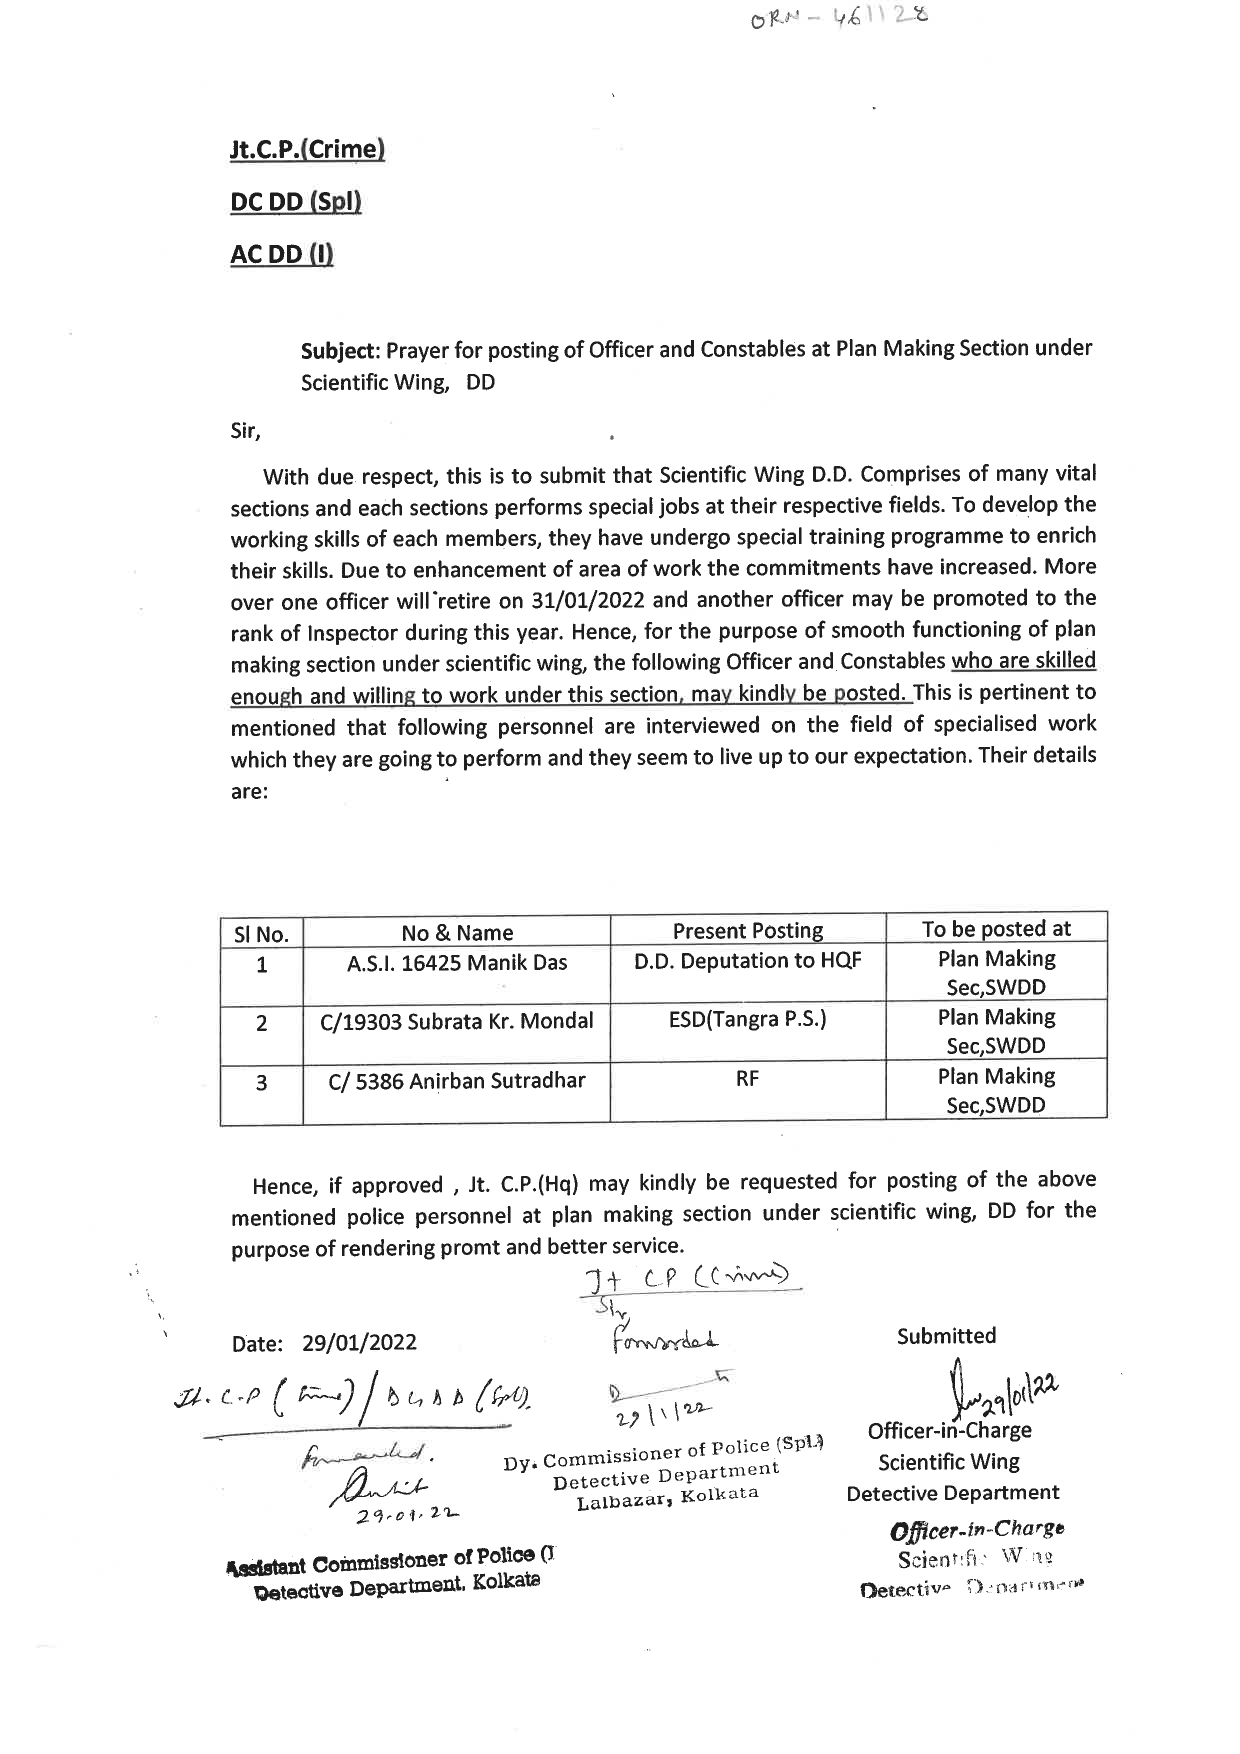 ORN - 461128
Jt.C.P.(Crime)
DC DD (Spl)
AC DD (I)
Subject: Prayer for posting of Officer and Constables at Plan Making Section under
Scientific Wing, DD
Sir,
With due respect, this is to submit that Scientific Wing D.D. Comprises of many vital
sections and each sections performs special jobs at their respective fields. To develop the
working skills of each members, they have undergo special training programme to enrich
their skills. Due to enhancement of area of work the commitments have increased. More
over one officer will retire on 31/01/2022 and another officer may be promoted to the
rank of Inspector during this year. Hence, for the purpose of smooth functioning of plan
making section under scientific wing, the following Officer and Constables who are skilled
enough and willing to work under this section, may kindly be posted. This is pertinent to
mentioned that following personnel are interviewed on the field of specialised work
which they are going to perform and they seem to live up to our expectation. Their details
are:
Sl No. No & Name Present Posting To be posted at
1 A.S.I. 16425 Manik Das D.D. Deputation to HQF Plan Making
Sec,SWDD
2 C/19303 Subrata Kr. Mondal ESD(Tangra P.S.) Plan Making
Sec,SWDD
3 C/ 5386 Anirban Sutradhar RF Plan Making
Sec,SWDD
Hence, if approved , Jt. C.P.(Hq) may kindly be requested for posting of the above
mentioned police personnel at plan making section under scientific wing, DD for the
purpose of rendering promt and better service.
Jt CP (Crime)
Sir,
Forwarded
Date: 29/01/2022
Submitted
Jt. C.P (Crime) / DC DD (Spl).
29/1/22
29/01/22
Forwarded.
29.01.22
Dy. Commissioner of Police (Spl.)
Detective Department
Lalbazar, Kolkata
Officer-in-Charge
Scientific Wing
Detective Department
Officer-in-Charge
Scientific Wing
Detective Department
Assistant Commissioner of Police (I
Detective Department, Kolkata